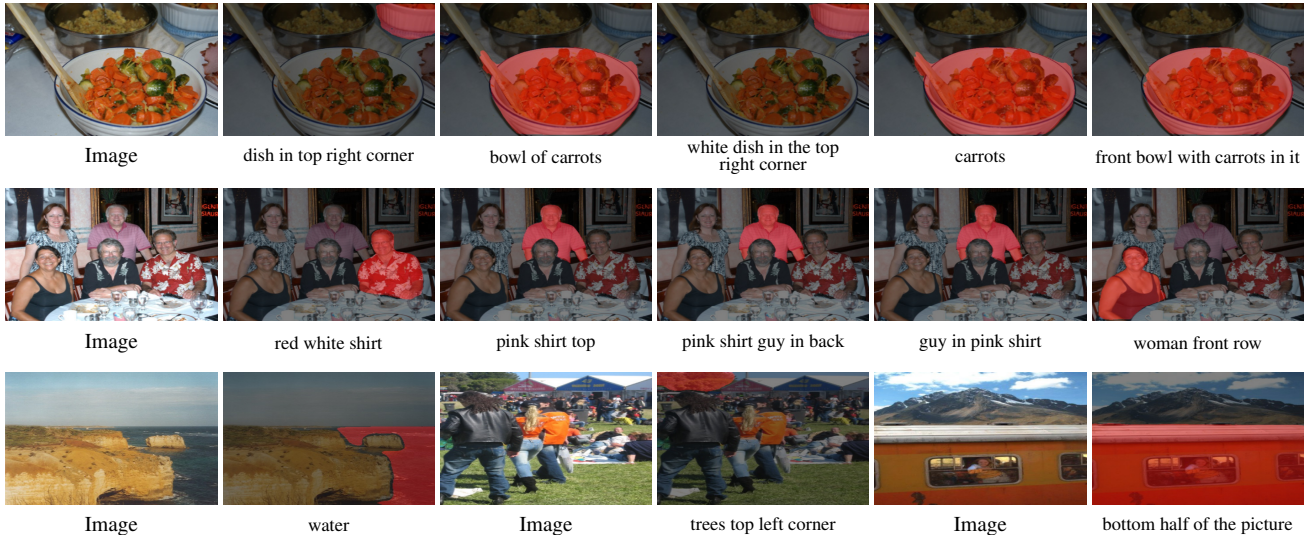 Image
dish in top right corner
bowl of carrots
white dish in the top
right corner
carrots
front bowl with carrots in it
Image
red white shirt
pink shirt top
pink shirt guy in back
guy in pink shirt
woman front row
Image
water
Image
trees top left corner
Image
bottom half of the picture